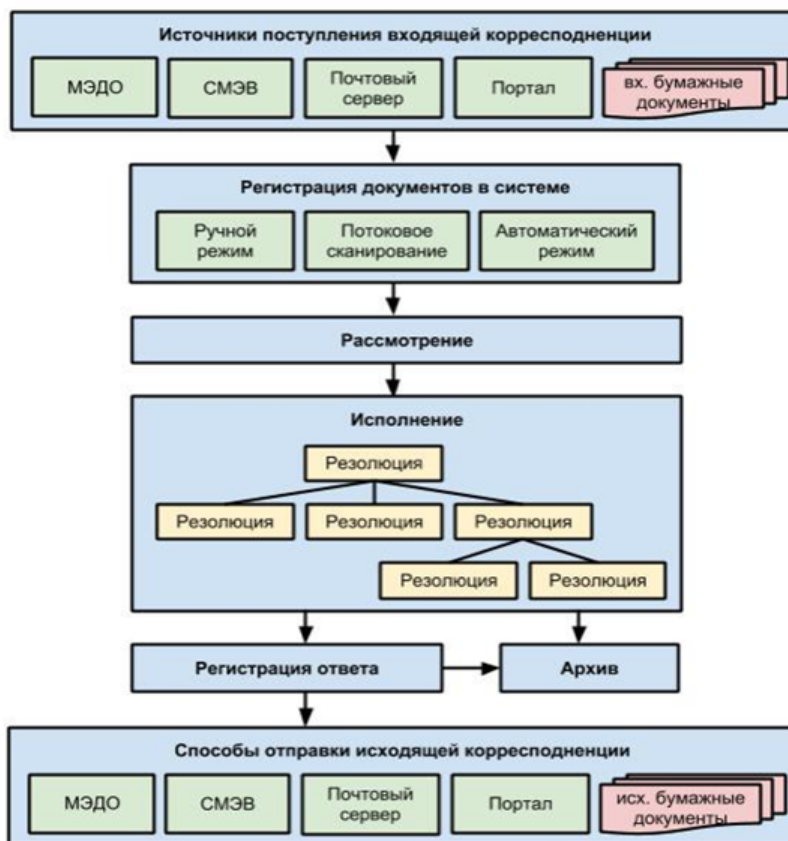 Источники поступления входящей корресподненции
МЭДО
СМЭВ
Почтовый
сервер
Портал
вх. бумажные
документы
Регистрация документов в системе
Ручной
режим
Потоковое
сканирование
Автоматический
режим
Рассмотрение
Исполнение
Резолюция
Резолюция
Резолюция
Резолюция
Резолюция
Резолюция
Регистрация ответа
Архив
Способы отправки исходящей корресподненции
МЭДО
СМЭВ
Почтовый
сервер
Портал
исх. бумажные
документы